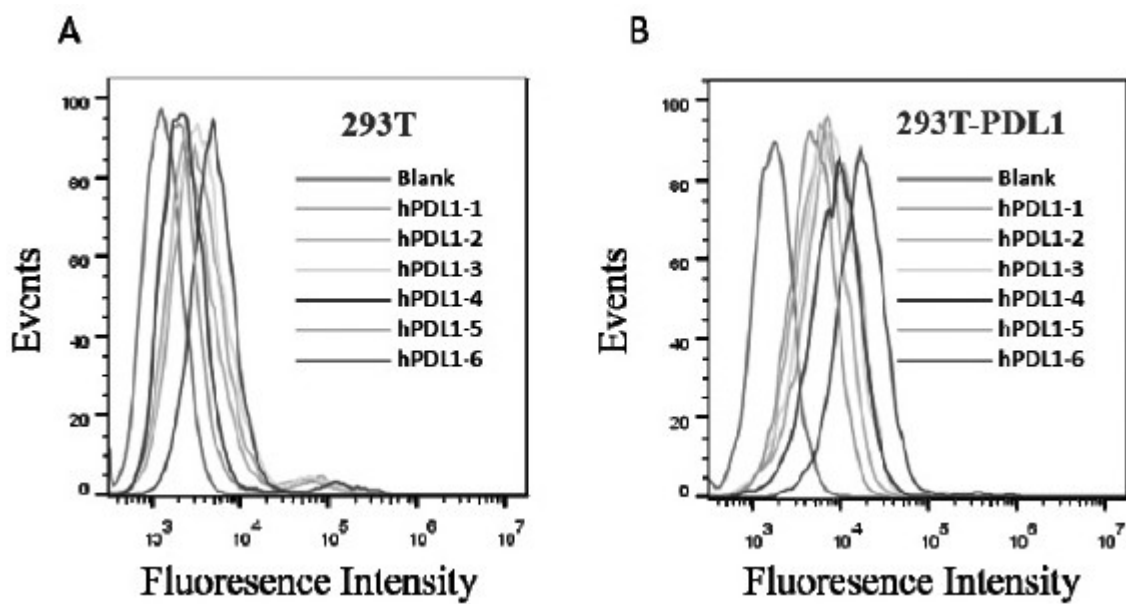 A
293T
Blank
hPDL1-1
hPDL1-2
hPDL1-3
hPDL1-4
hPDL1-5
hPDL1-6
100
80
60
40
20
0
Events
10³
10⁴
10⁵
10⁶
10⁷
Fluoresence Intensity
B
293T-PDL1
Blank
hPDL1-1
hPDL1-2
hPDL1-3
hPDL1-4
hPDL1-5
hPDL1-6
100
80
60
40
20
0
Events
10³
10⁴
10⁵
10⁶
10⁷
Fluoresence Intensity